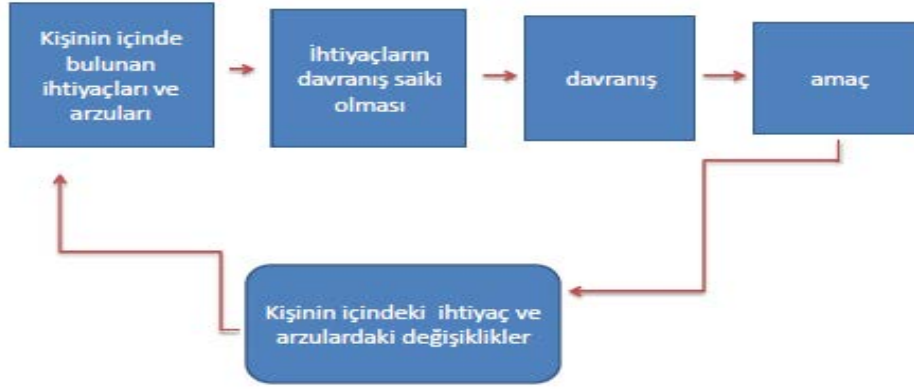 Kişinin içinde
bulunan
ihtiyaçları ve
arzuları
İhtiyaçların
davranış saiki
olması
davranış
amaç
Kişinin içindeki ihtiyaç ve
arzulardaki değişiklikler